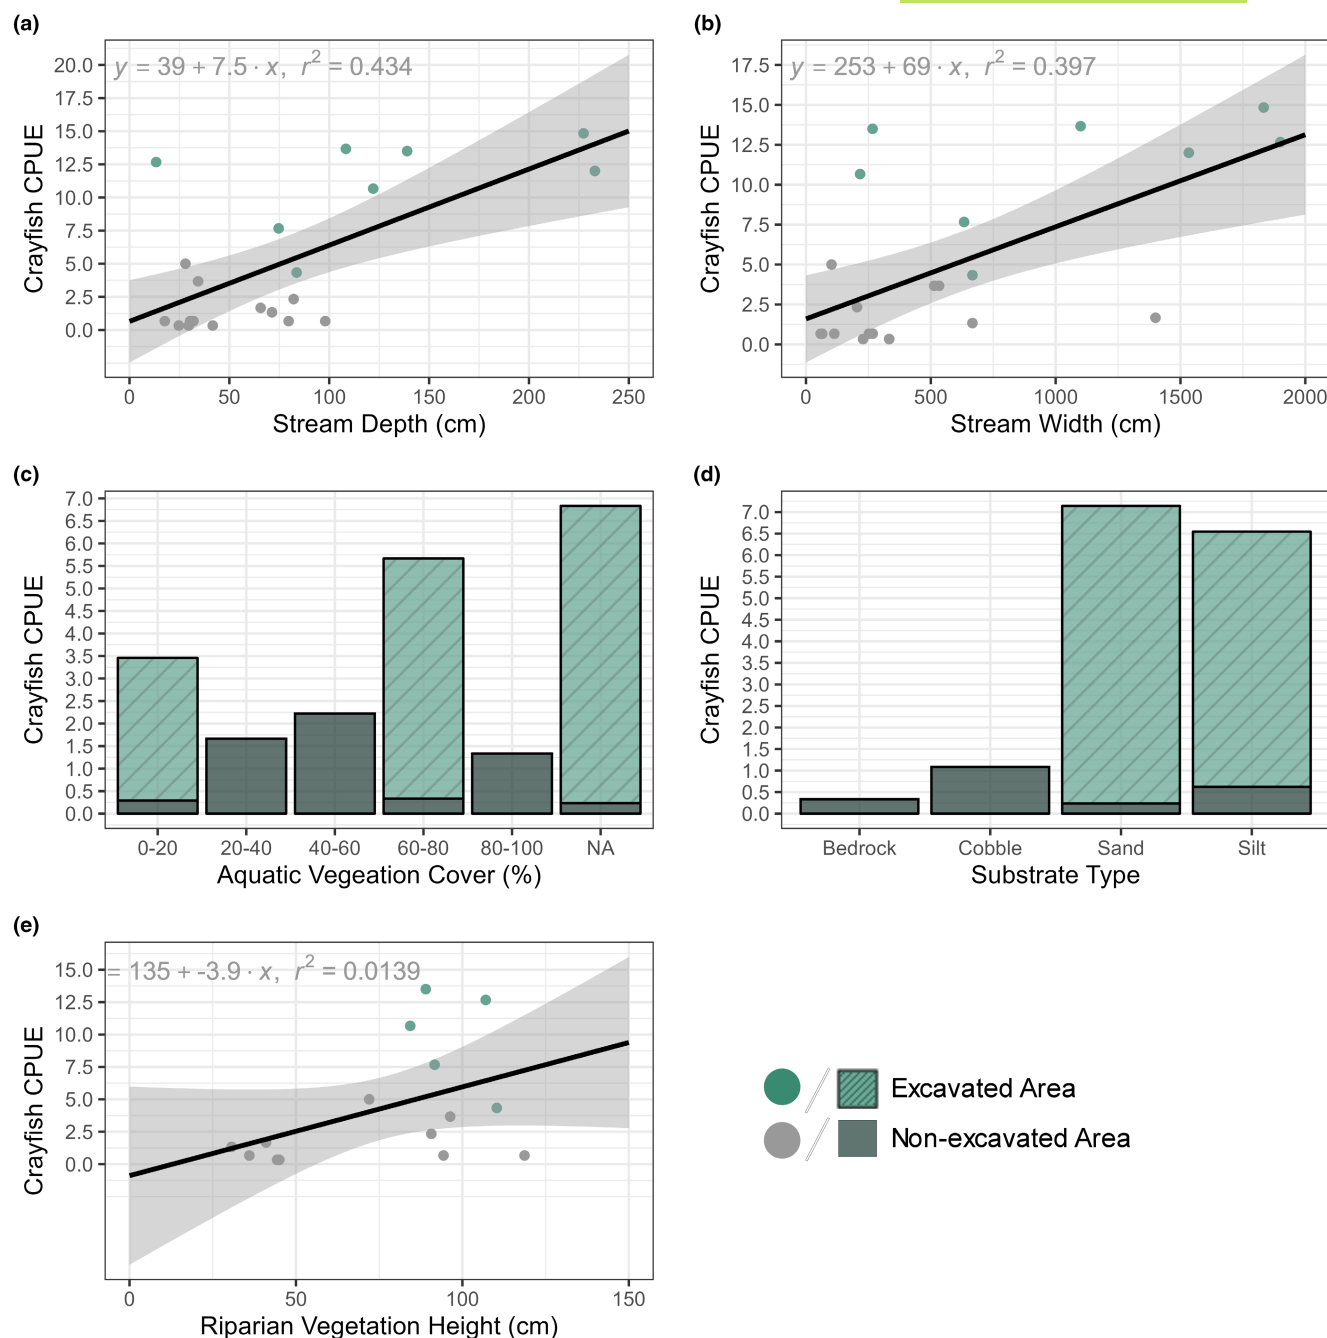 (a)
y = 39 + 7.5 · x, r² = 0.434
Crayfish CPUE
20.0
17.5
15.0
12.5
10.0
7.5
5.0
2.5
0.0
0 50 100 150 200 250
Stream Depth (cm)
(b)
y = 253 + 69 · x, r² = 0.397
Crayfish CPUE
17.5
15.0
12.5
10.0
7.5
5.0
2.5
0.0
0 500 1000 1500 2000
Stream Width (cm)
(c)
Crayfish CPUE
7.0
6.5
6.0
5.5
5.0
4.5
4.0
3.5
3.0
2.5
2.0
1.5
1.0
0.5
0.0
0-20 20-40 40-60 60-80 80-100 NA
Aquatic Vegeation Cover (%)
(d)
Crayfish CPUE
7.0
6.5
6.0
5.5
5.0
4.5
4.0
3.5
3.0
2.5
2.0
1.5
1.0
0.5
0.0
Bedrock Cobble Sand Silt
Substrate Type
(e)
= 135 + -3.9 · x, r² = 0.0139
Crayfish CPUE
15.0
12.5
10.0
7.5
5.0
2.5
0.0
0 50 100 150
Riparian Vegetation Height (cm)
Excavated Area
Non-excavated Area